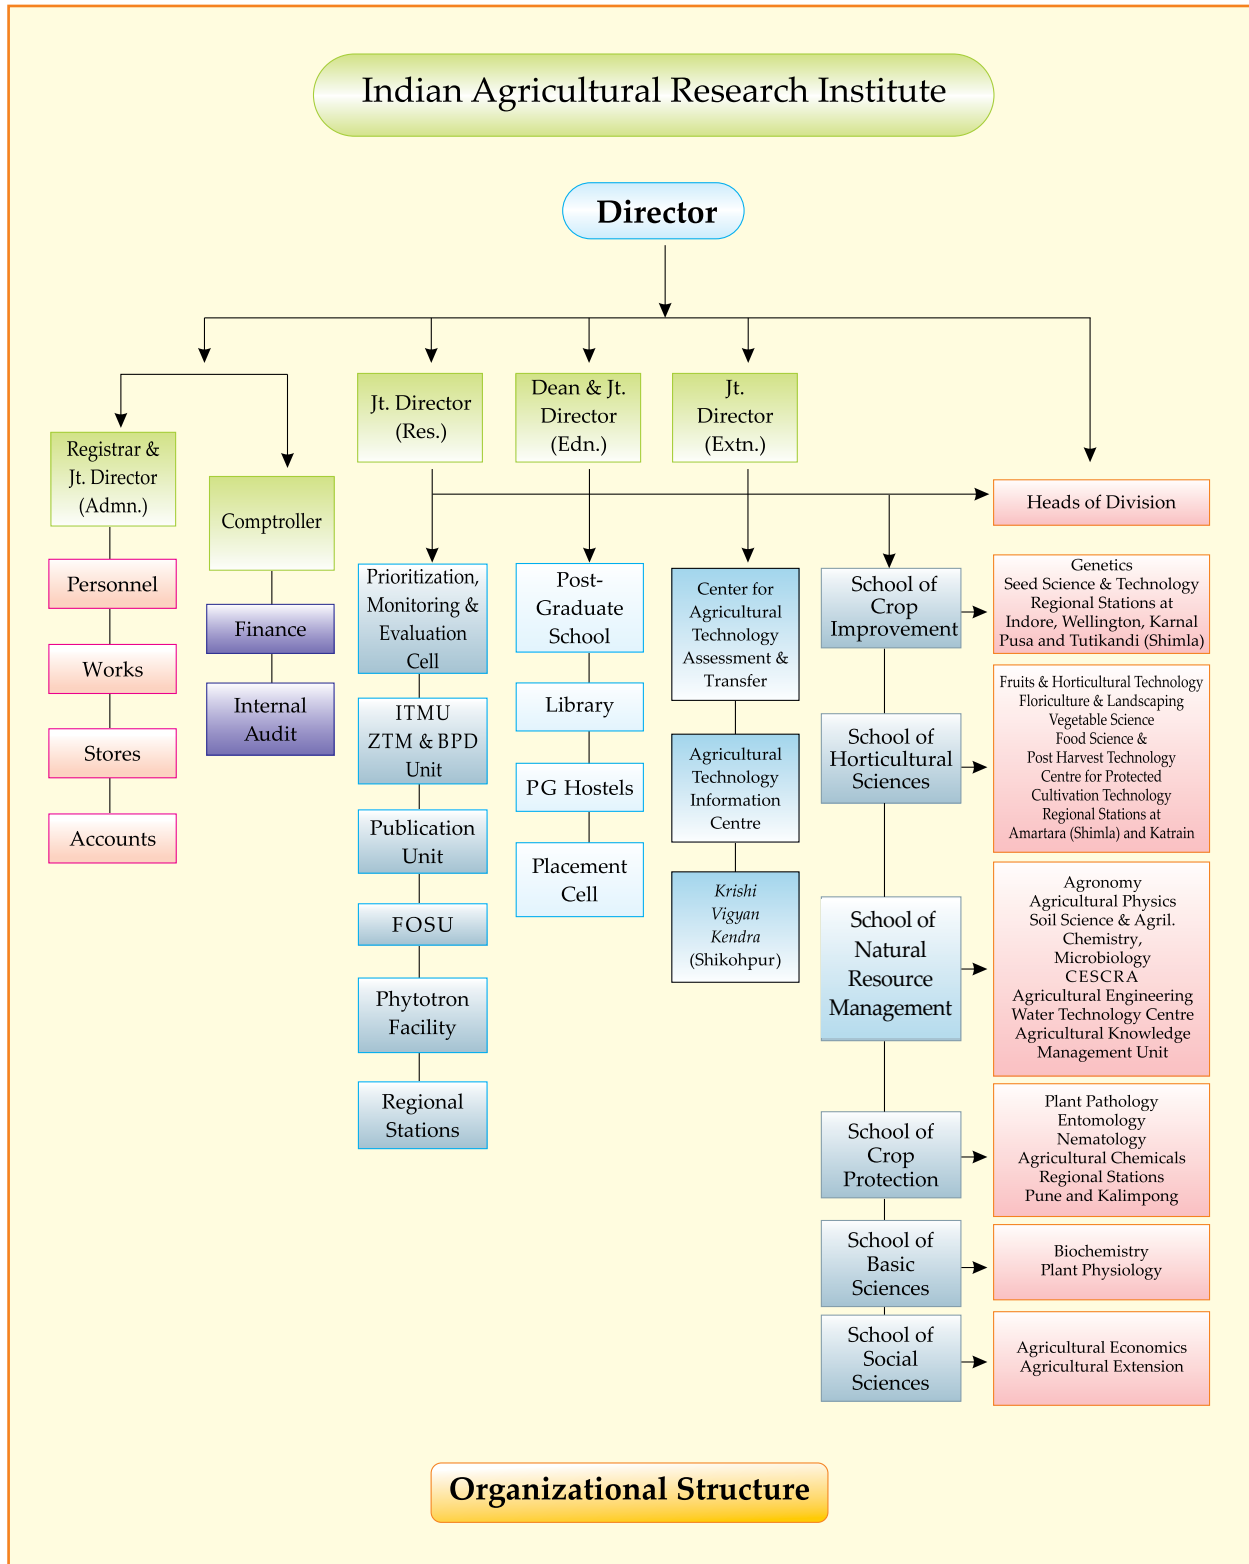 Indian Agricultural Research Institute
Director
Registrar &
Jt. Director
(Admn.)
Personnel
Works
Stores
Accounts
Comptroller
Finance
Internal
Audit
Jt. Director
(Res.)
Prioritization,
Monitoring &
Evaluation
Cell
ITMU
ZTM & BPD
Unit
Publication
Unit
FOSU
Phytotron
Facility
Regional
Stations
Dean & Jt.
Director
(Edn.)
Post-
Graduate
School
Library
PG Hostels
Placement
Cell
Jt.
Director
(Extn.)
Center for
Agricultural
Technology
Assessment &
Transfer
Agricultural
Technology
Information
Centre
Krishi
Vigyan
Kendra
(Shikohpur)
Heads of Division
School of
Crop
Improvement
Genetics
Seed Science & Technology
Regional Stations at
Indore, Wellington, Karnal
Pusa and Tutikandi (Shimla)
School of
Horticultural
Sciences
Fruits & Horticultural Technology
Floriculture & Landscaping
Vegetable Science
Food Science &
Post Harvest Technology
Centre for Protected
Cultivation Technology
Regional Stations at
Amartara (Shimla) and Katrain
School of
Natural
Resource
Management
Agronomy
Agricultural Physics
Soil Science & Agril.
Chemistry,
Microbiology
CESCRA
Agricultural Engineering
Water Technology Centre
Agricultural Knowledge
Management Unit
School of
Crop
Protection
Plant Pathology
Entomology
Nematology
Agricultural Chemicals
Regional Stations
Pune and Kalimpong
School of
Basic
Sciences
Biochemistry
Plant Physiology
School of
Social
Sciences
Agricultural Economics
Agricultural Extension
Organizational Structure